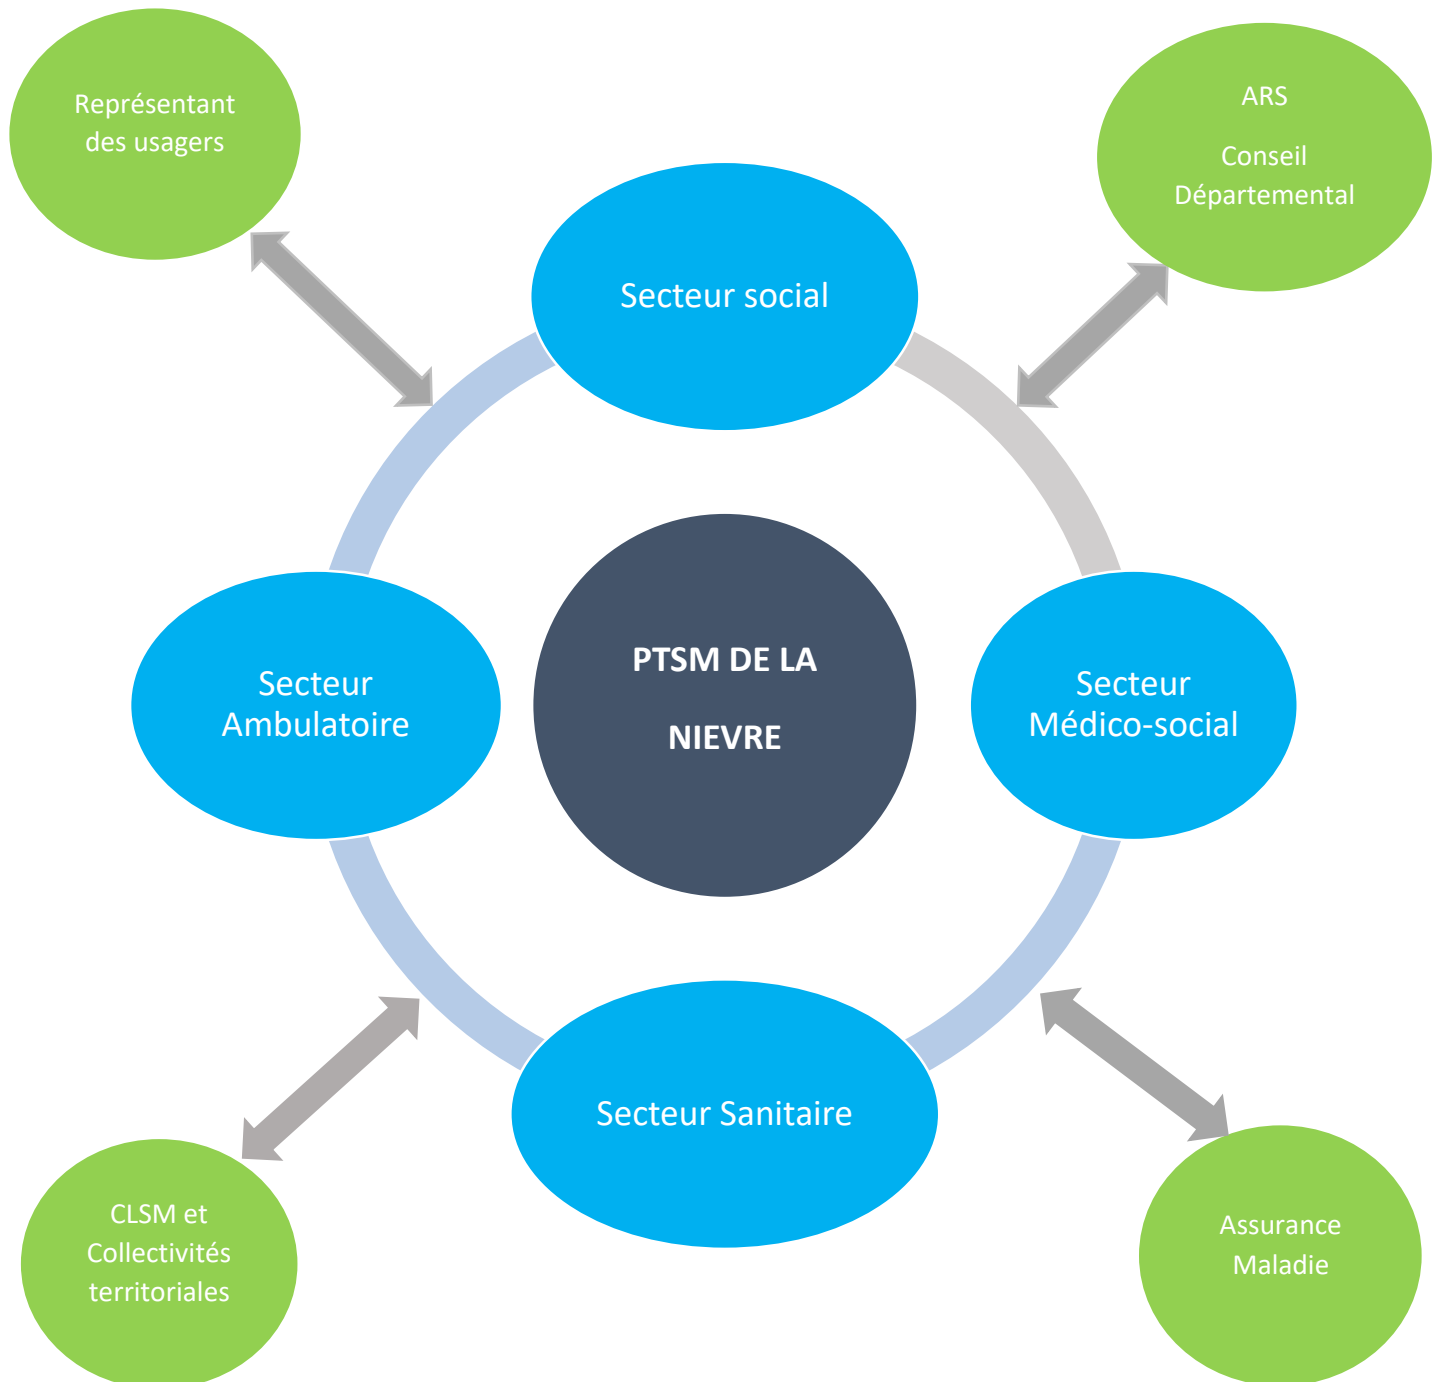 Représentant
des usagers
ARS
Conseil
Départemental
Secteur social
Secteur
Ambulatoire
PTSM DE LA
NIEVRE
Secteur
Médico-social
Secteur Sanitaire
CLSM et
Collectivités
territoriales
Assurance
Maladie